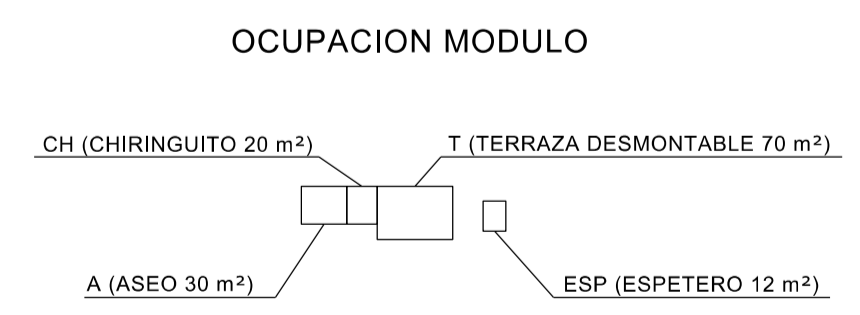 OCUPACION MODULO
CH (CHIRINGUITO 20 m²)
T (TERRAZA DESMONTABLE 70 m²)
A (ASEO 30 m²)
ESP (ESPETERO 12 m²)